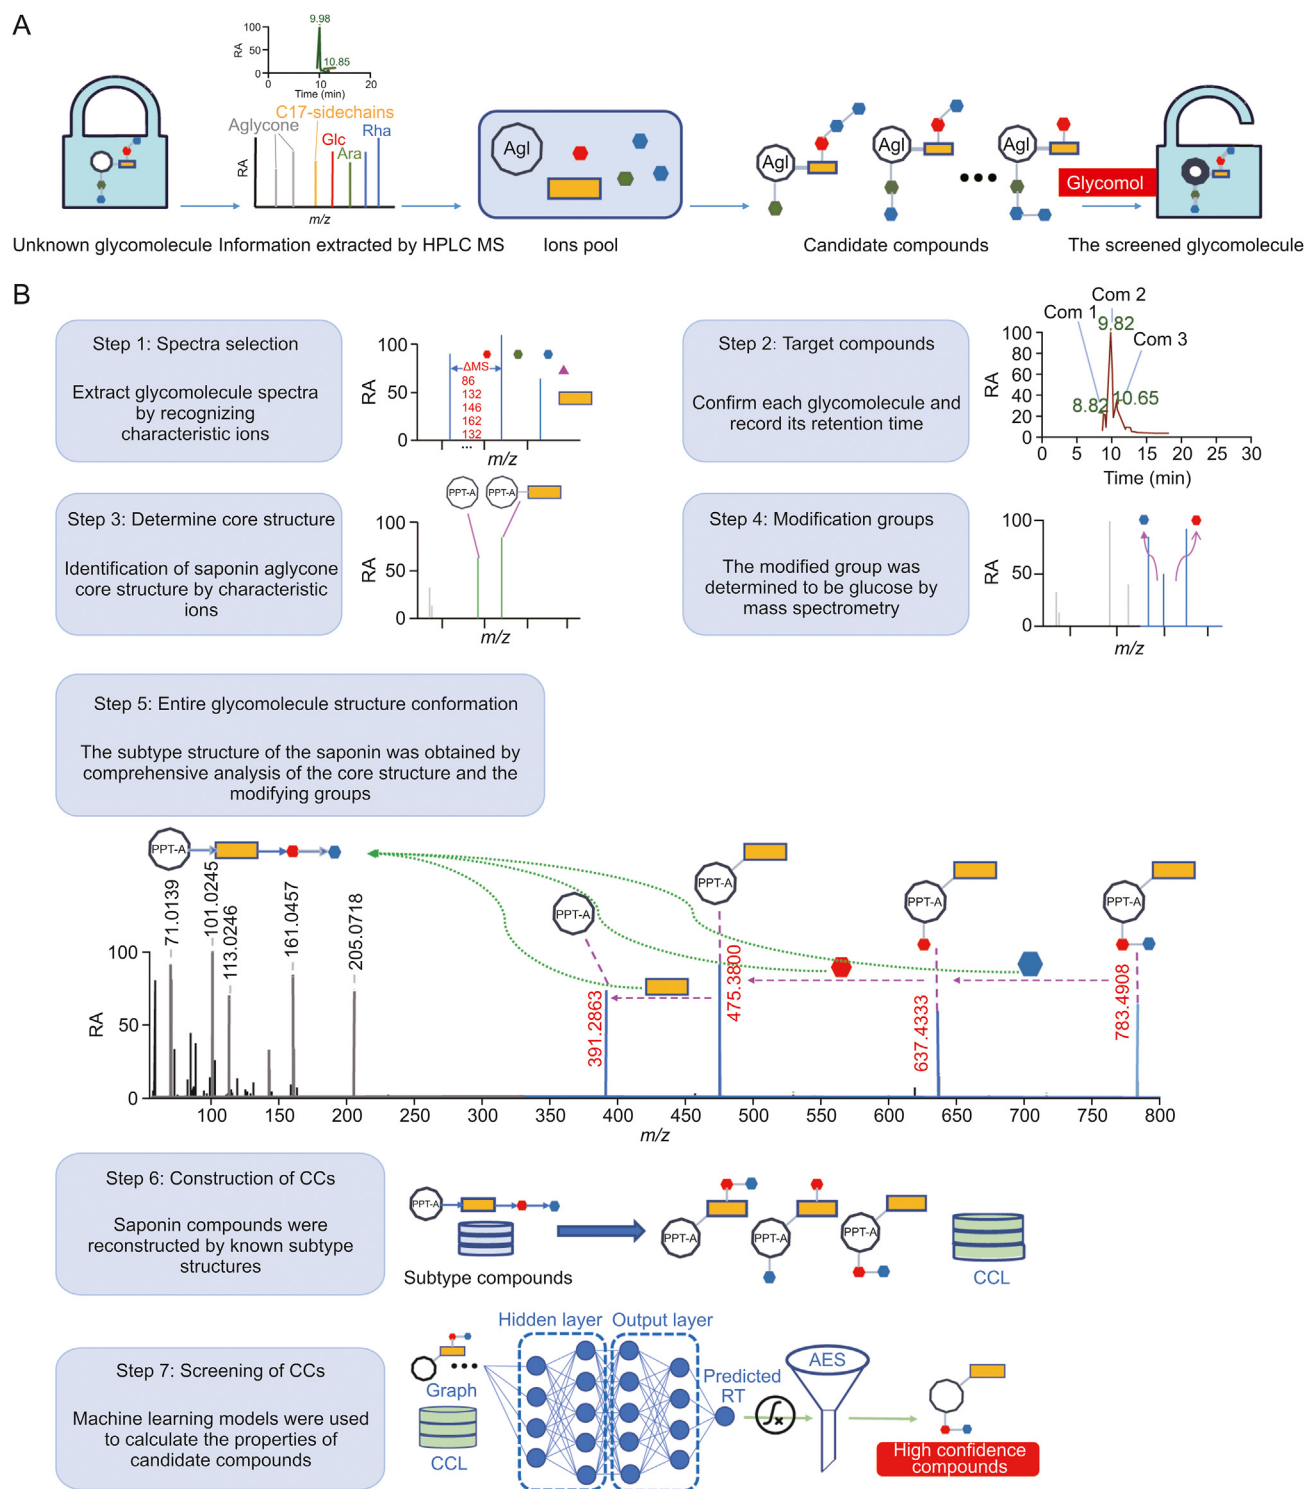 A
9.98
100
50
0
RA
10.85
0
10
20
Time (min)
C17-sidechains
Aglycone
Glc
Ara
Rha
RA
m/z
Agl
Agl
Agl
Agl
Glycomol
Unknown glycomolecule
Information extracted by HPLC MS
Ions pool
Candidate compounds
The screened glycomolecule
B
Step 1: Spectra selection
Extract glycomolecule spectra
by recognizing
characteristic ions
100
50
0
RA
ΔMS
86
132
146
162
132
...
m/z
Step 2: Target compounds
Confirm each glycomolecule and
record its retention time
Com 1
Com 2
Com 3
9.82
8.82
10.65
100
80
60
40
20
0
RA
0
5
10
15
20
25
30
Time (min)
Step 3: Determine core structure
Identification of saponin aglycone
core structure by characteristic
ions
PPT-A
PPT-A
100
50
0
RA
m/z
Step 4: Modification groups
The modified group was
determined to be glucose by
mass spectrometry
100
50
0
RA
m/z
Step 5: Entire glycomolecule structure conformation
The subtype structure of the saponin was obtained by
comprehensive analysis of the core structure and the
modifying groups
PPT-A
PPT-A
PPT-A
PPT-A
PPT-A
71.0139
101.0245
113.0246
161.0457
205.0718
391.2863
475.3800
637.4333
783.4908
100
50
0
RA
100
150
200
250
300
350
400
450
500
550
600
650
700
750
800
m/z
Step 6: Construction of CCs
Saponin compounds were
reconstructed by known subtype
structures
PPT-A
Subtype compounds
PPT-A
PPT-A
PPT-A
CCL
Step 7: Screening of CCs
Machine learning models were used
to calculate the properties of
candidate compounds
Graph
CCL
Hidden layer
Output layer
Predicted
RT
∫x
AES
High confidence
compounds